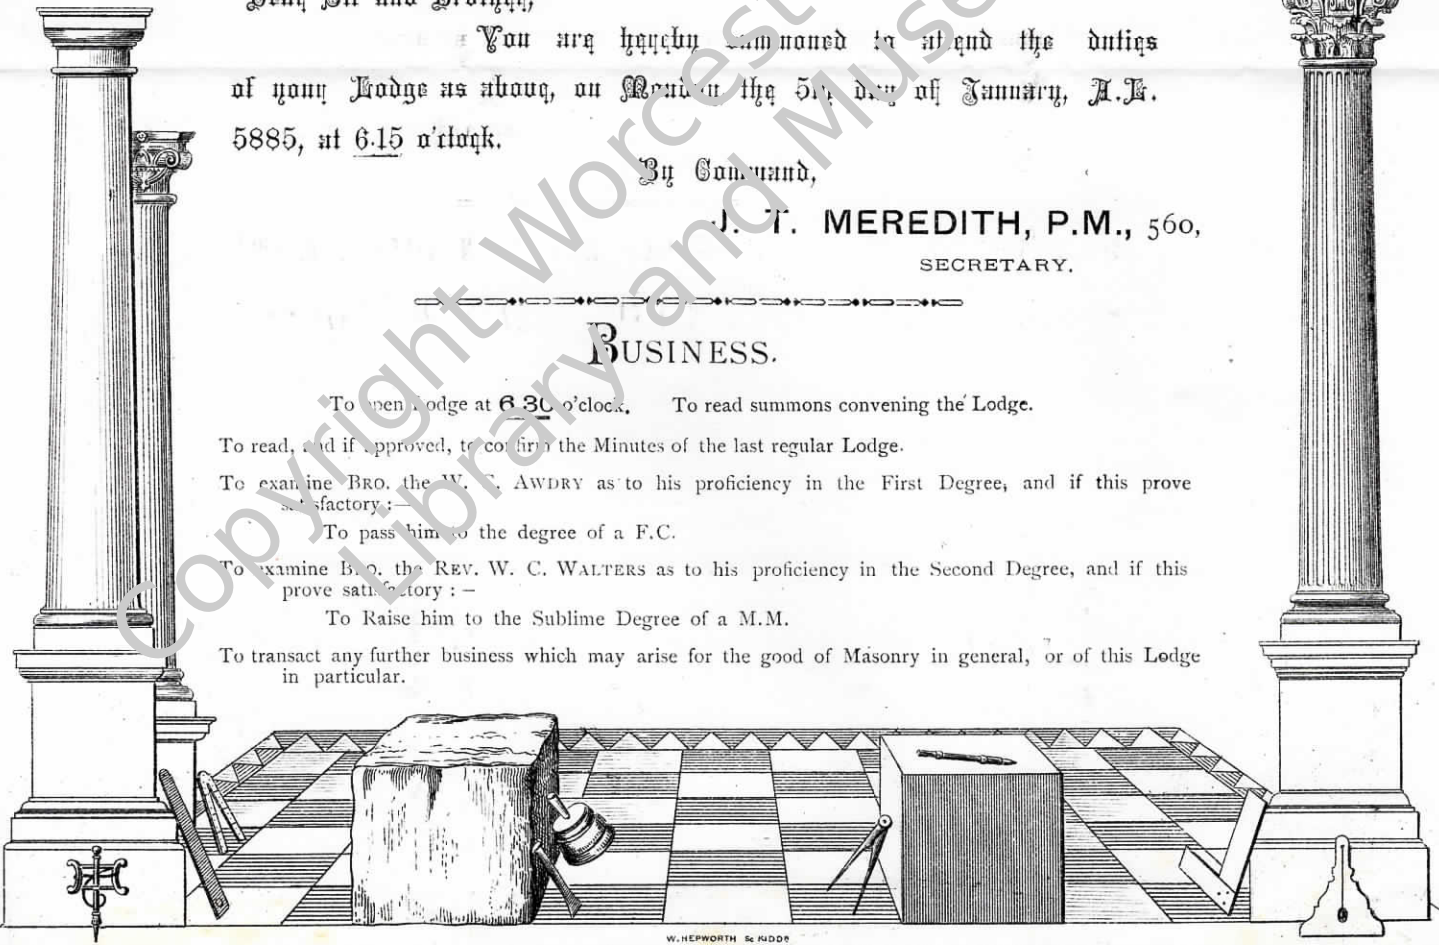 Dear Sir and Brother,
You are hereby summoned to attend the duties
of your Lodge as above, on Monday the 5th day of January, A.L.
5885, at 6.15 o'clock.
By Command,
J. T. MEREDITH, P.M., 560,
SECRETARY.
BUSINESS.
To open Lodge at 6.30 o'clock. To read summons convening the Lodge.
To read, and if approved, to confirm the Minutes of the last regular Lodge.
To examine BRO. the W. AWDRY as to his proficiency in the First Degree, and if this prove
satisfactory :—
To pass him to the degree of a F.C.
To examine BRO. the REV. W. C. WALTERS as to his proficiency in the Second Degree, and if this
prove satisfactory : —
To Raise him to the Sublime Degree of a M.M.
To transact any further business which may arise for the good of Masonry in general, or of this Lodge
in particular.
W. HEPWORTH Sc KIDDR
Copyright Worces
Library and Muse